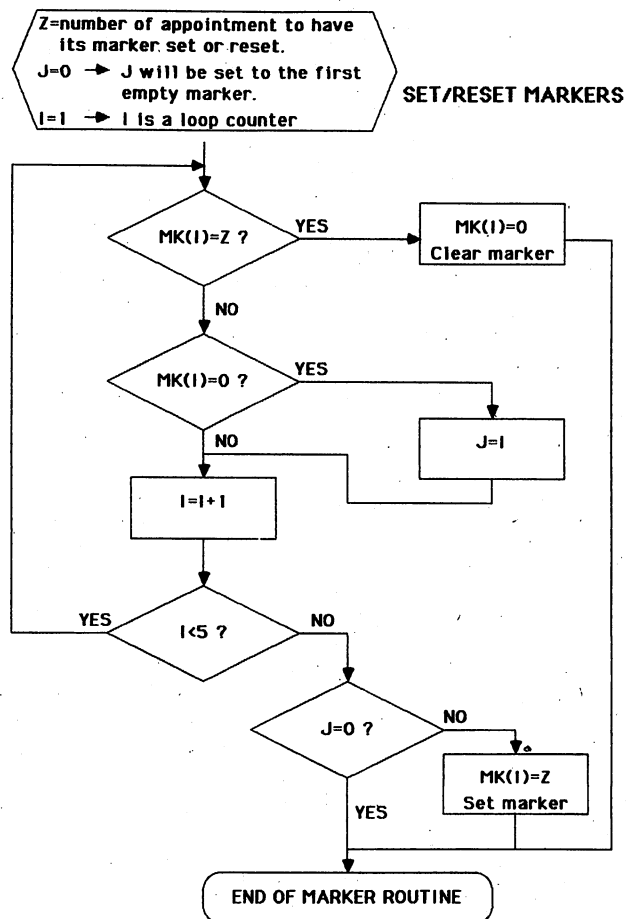 Z=number of appointment to have
its marker set or reset.
J=0 → J will be set to the first
empty marker.
I=1 → I is a loop counter
SET/RESET MARKERS
MK(I)=Z ?
YES
MK(I)=0
Clear marker
NO
MK(I)=0 ?
YES
J=I
NO
I=I+1
YES
I<5 ?
NO
J=0 ?
NO
MK(I)=Z
Set marker
YES
END OF MARKER ROUTINE